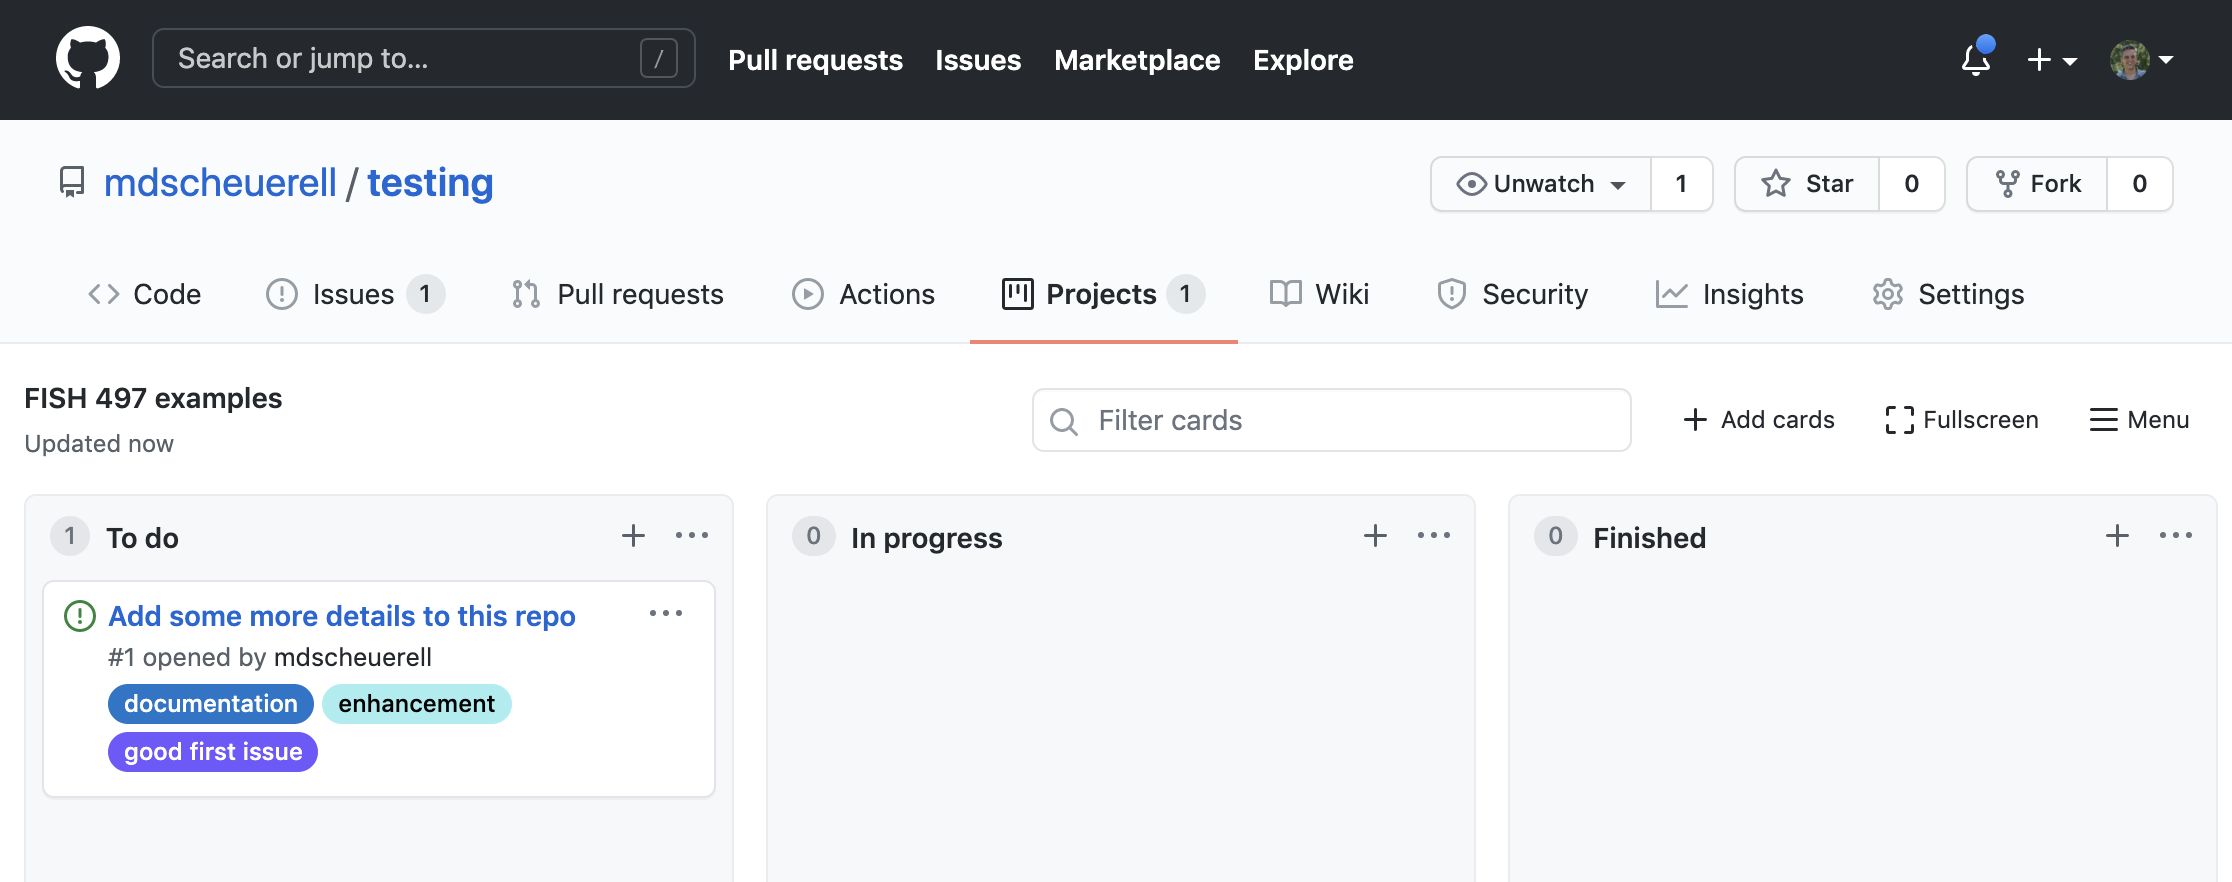 Search or jump to... /
Pull requests Issues Marketplace Explore
mdscheuerell / testing
Unwatch 1 Star 0 Fork 0
Code Issues 1 Pull requests Actions Projects 1 Wiki Security Insights Settings
FISH 497 examples
Updated now
Filter cards
Add cards Fullscreen Menu
1 To do
Add some more details to this repo
#1 opened by mdscheuerell
documentation enhancement
good first issue
0 In progress
0 Finished